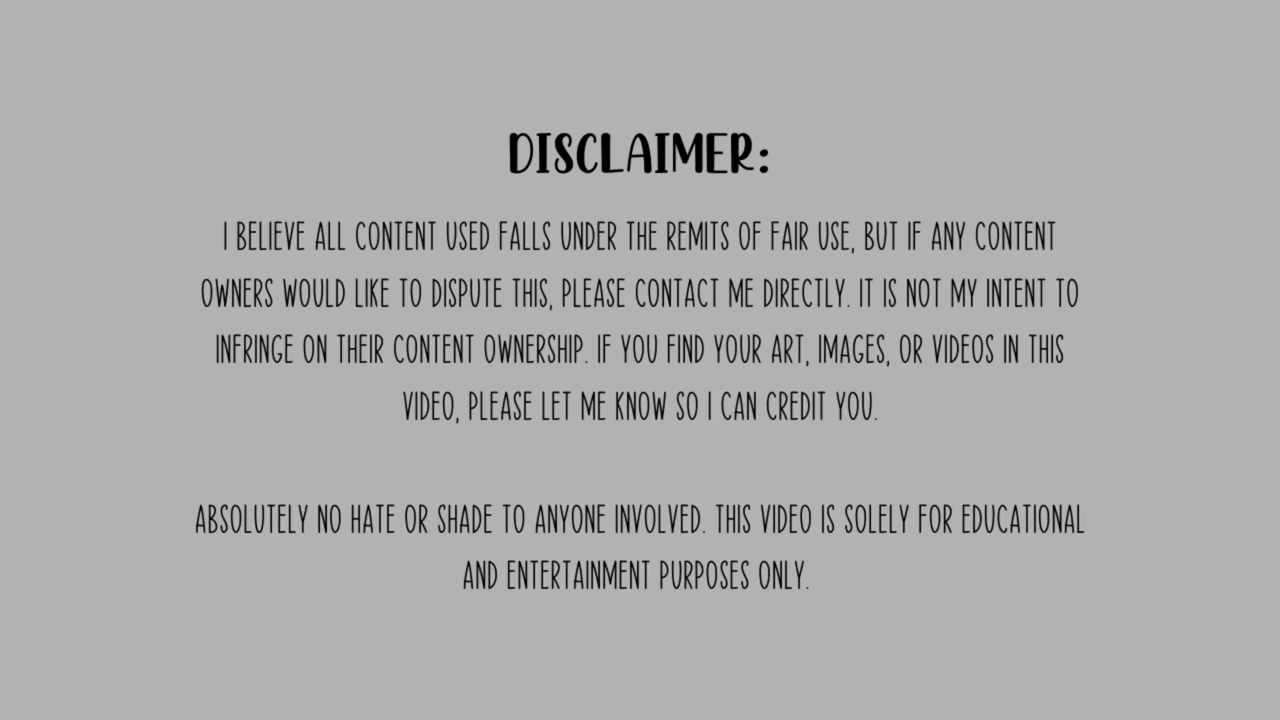 DISCLAIMER:
I BELIEVE ALL CONTENT USED FALLS UNDER THE REMITS OF FAIR USE, BUT IF ANY CONTENT
OWNERS WOULD LIKE TO DISPUTE THIS, PLEASE CONTACT ME DIRECTLY. IT IS NOT MY INTENT TO
INFRINGE ON THEIR CONTENT OWNERSHIP. IF YOU FIND YOUR ART, IMAGES, OR VIDEOS IN THIS
VIDEO, PLEASE LET ME KNOW SO I CAN CREDIT YOU.
ABSOLUTELY NO HATE OR SHADE TO ANYONE INVOLVED. THIS VIDEO IS SOLELY FOR EDUCATIONAL
AND ENTERTAINMENT PURPOSES ONLY.